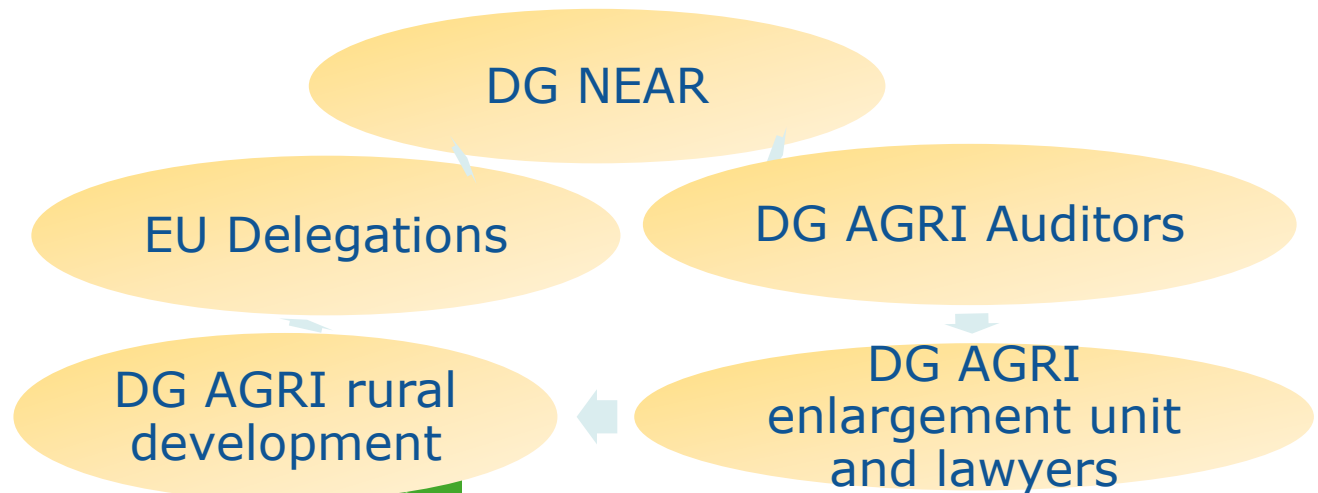 DG NEAR
EU Delegations
DG AGRI Auditors
DG AGRI rural
development
DG AGRI
enlargement unit
and lawyers